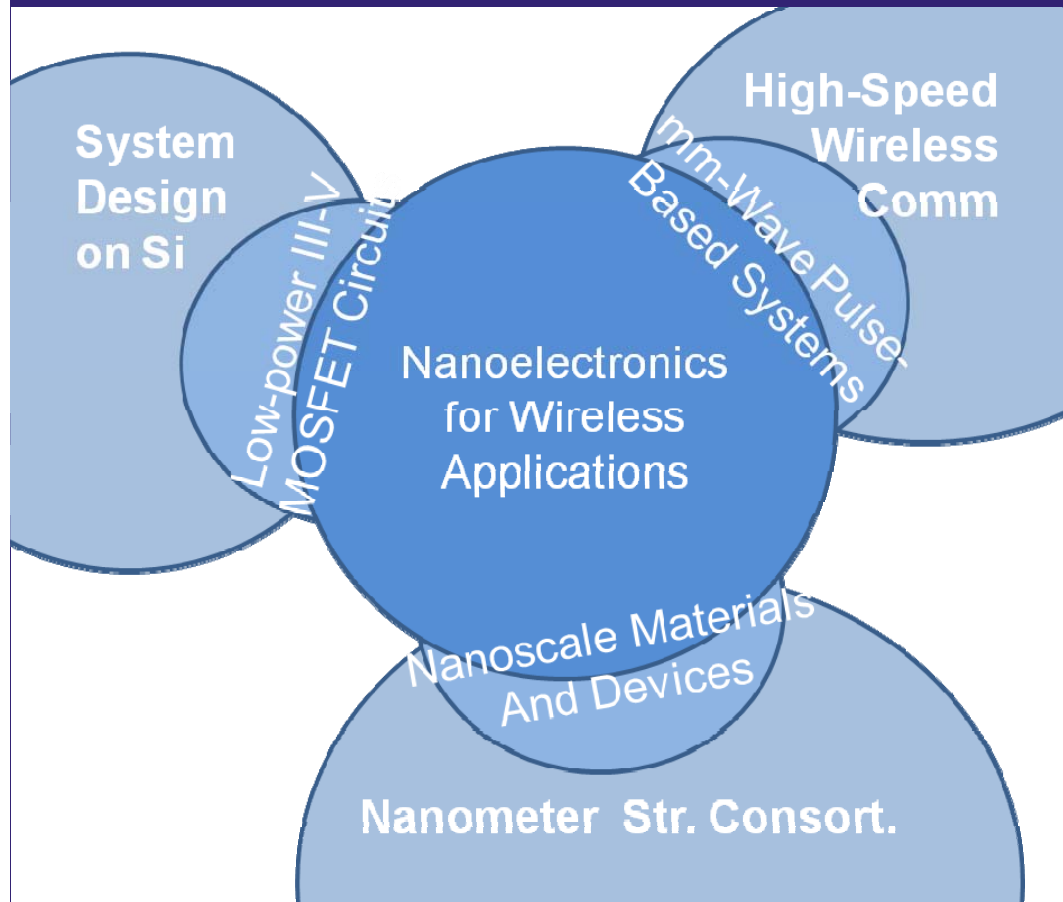 System
Design
on Si
High-Speed
Wireless
Comm
Low-power III-V
MOSFET Circuits
mm-Wave Pulse-
Based Systems
Nanoelectronics
for Wireless
Applications
Nanoscale Materials
And Devices
Nanometer Str. Consort.